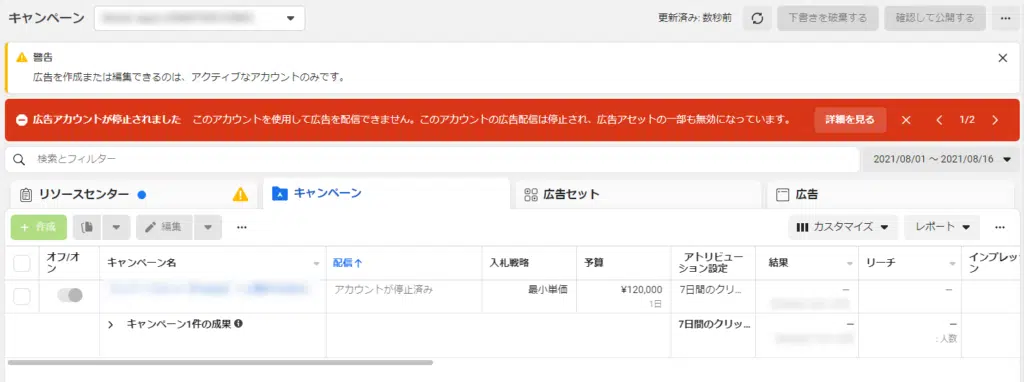 キャンペーン
更新済み: 数秒前
下書きを破棄する
確認して公開する
警告
広告を作成または編集できるのは、アクティブなアカウントのみです。
広告アカウントが停止されました このアカウントを使用して広告を配信できません。このアカウントの広告配信は停止され、広告アセットの一部も無効になっています。
詳細を見る
1/2
検索とフィルター
2021/08/01 ～ 2021/08/16
リソースセンター
キャンペーン
広告セット
広告
+ 作成
編集
カスタマイズ
レポート
オフ/オン
キャンペーン名
配信↑
入札戦略
予算
アトリビューション設定
結果
リーチ
インプレッション
アカウントが停止済み
最小単価
¥120,000
1日
7日間のクリ...
—
—
キャンペーン1件の成果
7日間のクリッ...
—
—
: 人数